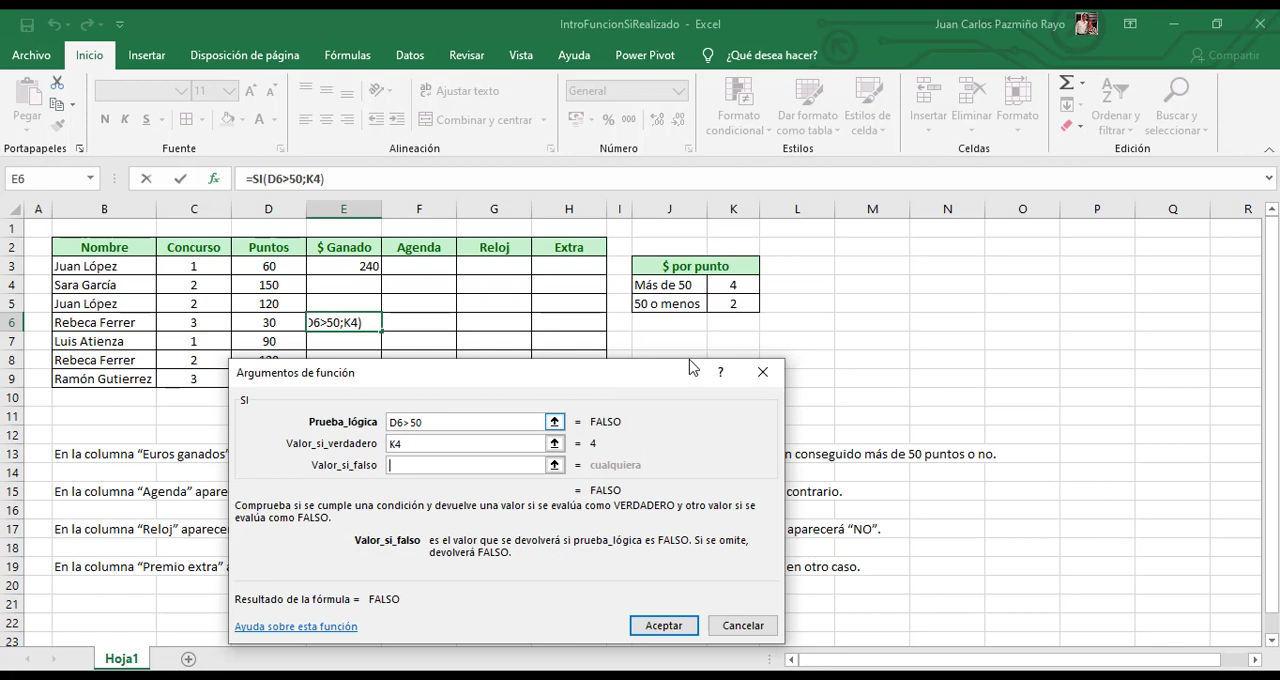 IntroFuncionSiRealizado - Excel
Juan Carlos Pazmiño Rayo
Archivo Inicio Insertar Disposición de página Fórmulas Datos Revisar Vista Ayuda Power Pivot ¿Qué desea hacer? Compartir
Pegar
11
N K S
A
Ajustar texto
Combinar y centrar
General
% 000
Formato condicional
Dar formato como tabla
Estilos de celda
Insertar Eliminar Formato
Ordenar y filtrar
Buscar y seleccionar
Portapapeles Fuente Alineación Número Estilos Celdas Edición
E6 fx =SI(D6>50;K4)
A B C D E F G H I J K L M N O P Q R
1
2 Nombre Concurso Puntos $ Ganado Agenda Reloj Extra
3 Juan López 1 60 240 $ por punto
4 Sara García 2 150 Más de 50 4
5 Juan López 2 120 50 o menos 2
6 Rebeca Ferrer 3 30 D6>50;K4)
7 Luis Atienza 1 90
8 Rebeca Ferrer 2
9 Ramón Gutierrez 3
10
11
12
13 En la columna “Euros ganados” n conseguido más de 50 puntos o no.
14
15 En la columna “Agenda” apare contrario.
16
17 En la columna “Reloj” aparecer aparecerá “NO”.
18
19 En la columna “Premio extra” a en otro caso.
20
21
22
23
Argumentos de función ?
SI
Prueba_lógica D6>50 = FALSO
Valor_si_verdadero K4 = 4
Valor_si_falso = cualquiera
= FALSO
Comprueba si se cumple una condición y devuelve una valor si se evalúa como VERDADERO y otro valor si se
evalúa como FALSO.
Valor_si_falso es el valor que se devolverá si prueba_lógica es FALSO. Si se omite,
devolverá FALSO.
Resultado de la fórmula = FALSO
Ayuda sobre esta función Aceptar Cancelar
Hoja1